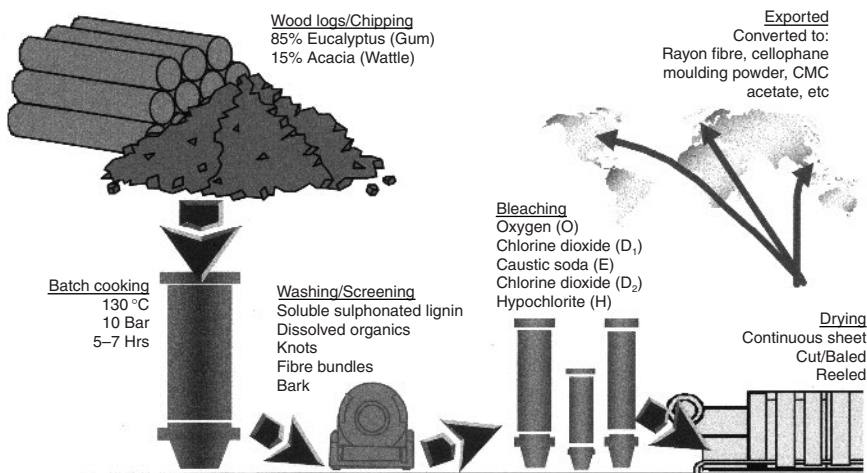 Wood logs/Chipping
85% Eucalyptus (Gum)
15% Acacia (Wattle)
Exported
Converted to:
Rayon fibre, cellophane
moulding powder, CMC
acetate, etc
Batch cooking
130 °C
10 Bar
5–7 Hrs
Washing/Screening
Soluble sulphonated lignin
Dissolved organics
Knots
Fibre bundles
Bark
Bleaching
Oxygen (O)
Chlorine dioxide (D₁)
Caustic soda (E)
Chlorine dioxide (D₂)
Hypochlorite (H)
Drying
Continuous sheet
Cut/Baled
Reeled